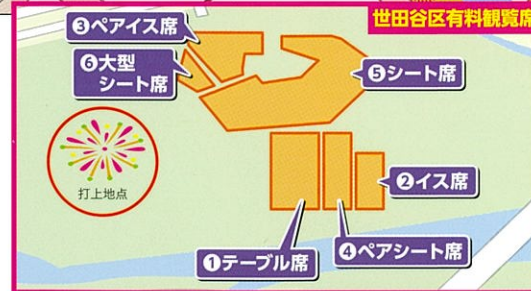 世田谷区有料観覧席
❸ペアイス席
❻大型
シート席
❺シート席
打上地点
❷イス席
❹ペアシート席
❶テーブル席